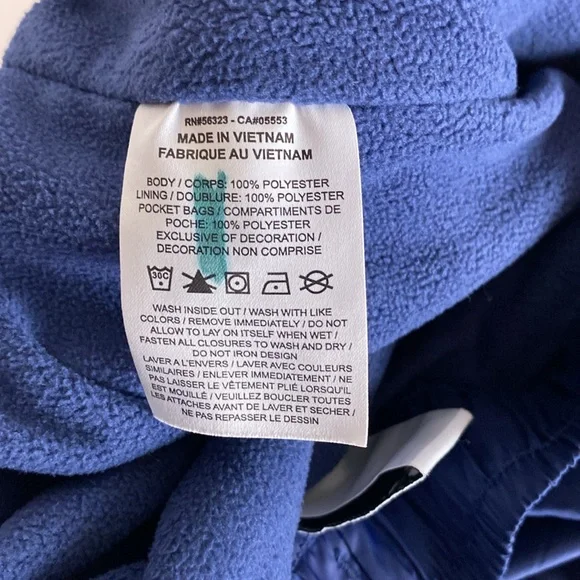 RN#56323 - CA#05553
MADE IN VIETNAM
FABRIQUE AU VIETNAM
BODY / CORPS: 100% POLYESTER
LINING / DOUBLURE: 100% POLYESTER
POCKET BAGS / COMPARTIMENTS DE
POCHE: 100% POLYESTER
EXCLUSIVE OF DECORATION /
DECORATION NON COMPRISE
30C
WASH INSIDE OUT / WASH WITH LIKE
COLORS / REMOVE IMMEDIATELY / DO NOT
ALLOW TO LAY ON ITSELF WHEN WET /
FASTEN ALL CLOSURES TO WASH AND DRY /
DO NOT IRON DESIGN
LAVER A L'ENVERS / LAVER AVEC COULEURS
SIMILAIRES / ENLEVER IMMEDIATEMENT / NE
PAS LAISSER LE VÊTEMENT PLIÉ LORSQU'IL
EST MOUILLÉ / VEUILLEZ BOUCLER TOUTES
LES ATTACHES AVANT DE LAVER ET SECHER /
NE PAS REPASSER LE DESSIN